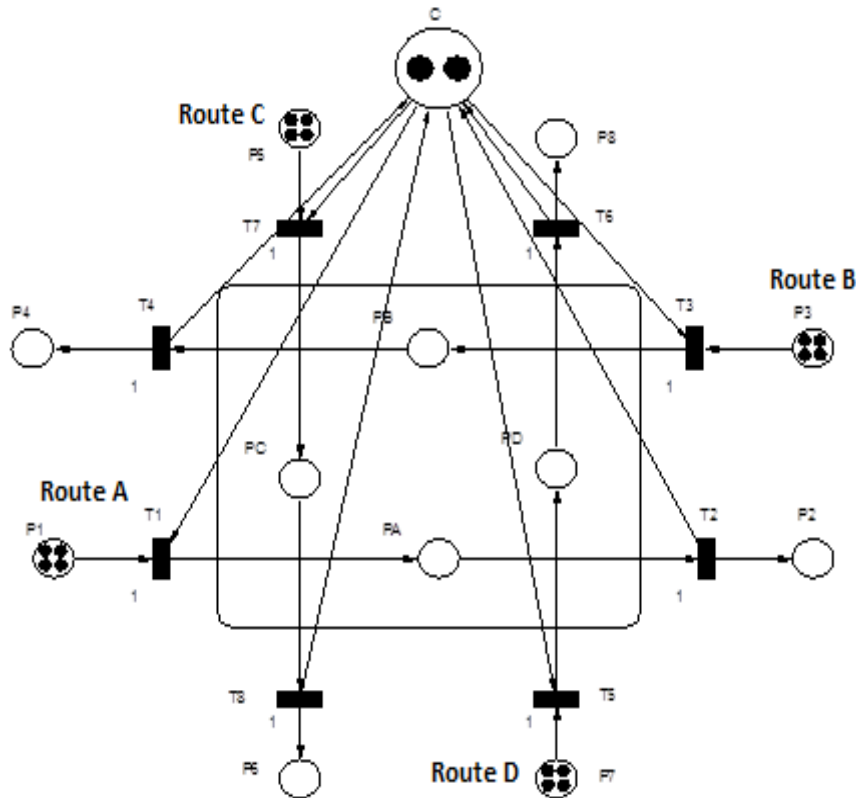 C
Route C
P5
P8
T7
T6
1
1
Route B
P4
T4
PB
T3
P3
1
1
PC
PD
Route A
P1
T1
PA
T2
P2
1
1
T8
T5
1
1
P6
Route D
P7